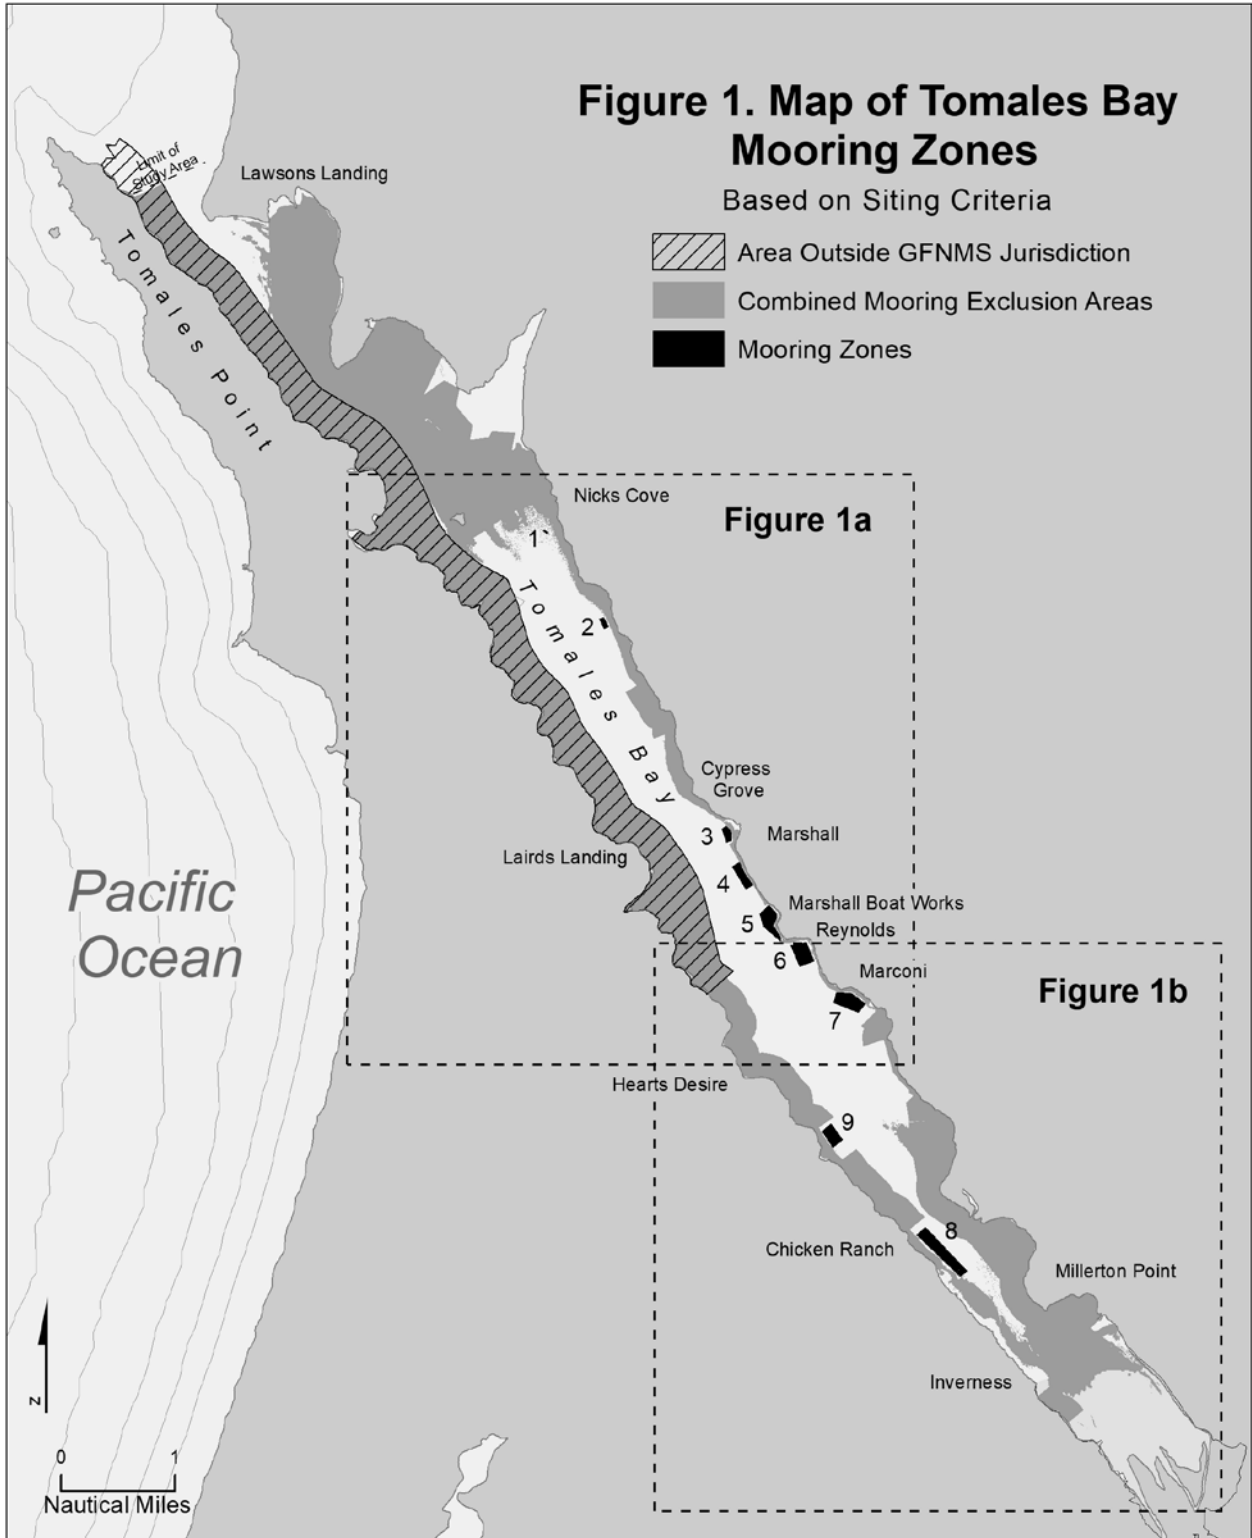 Figure 1. Map of Tomales Bay
Mooring Zones
Based on Siting Criteria
Area Outside GFNMS Jurisdiction
Combined Mooring Exclusion Areas
Mooring Zones
Limit of
Study Area
Lawsons Landing
Tomales Point
Nicks Cove
Figure 1a
1
Tomales Bay
2
Cypress
Grove
3
Marshall
Lairds Landing
4
Marshall Boat Works
5
Reynolds
6
Marconi
Pacific
Ocean
Figure 1b
7
Hearts Desire
9
8
Chicken Ranch
Millerton Point
Inverness
N
0 1
Nautical Miles